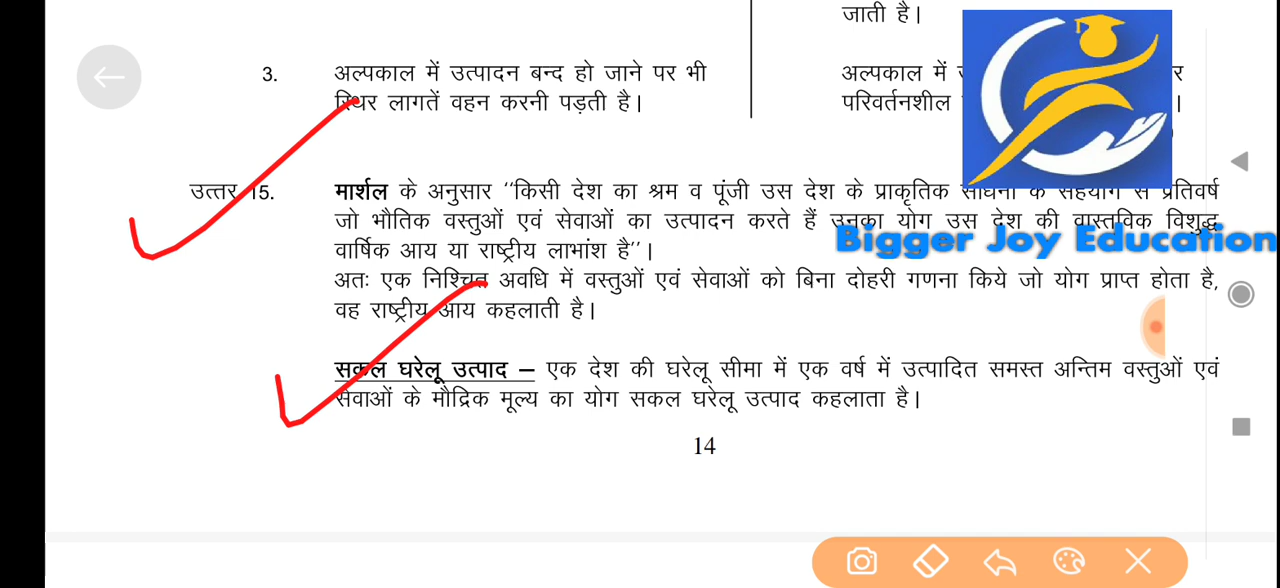 जाती है।
3. अल्पकाल में उत्पादन बन्द हो जाने पर भी
स्थिर लागतें वहन करनी पड़ती है।
अल्पकाल में
परिवर्तनशील
उत्तर 15. मार्शल के अनुसार ‘‘किसी देश का श्रम व पूंजी उस देश के प्राकृतिक साधनों के सहयोग से प्रतिवर्ष
जो भौतिक वस्तुओं एवं सेवाओं का उत्पादन करते हैं उनका योग उस देश की वास्तविक विशुद्ध
वार्षिक आय या राष्ट्रीय लाभांश है’’।
अतः एक निश्चित अवधि में वस्तुओं एवं सेवाओं को बिना दोहरी गणना किये जो योग प्राप्त होता है,
वह राष्ट्रीय आय कहलाती है।
सकल घरेलू उत्पाद – एक देश की घरेलू सीमा में एक वर्ष में उत्पादित समस्त अन्तिम वस्तुओं एवं
सेवाओं के मौद्रिक मूल्य का योग सकल घरेलू उत्पाद कहलाता है।
14
Bigger Joy Education